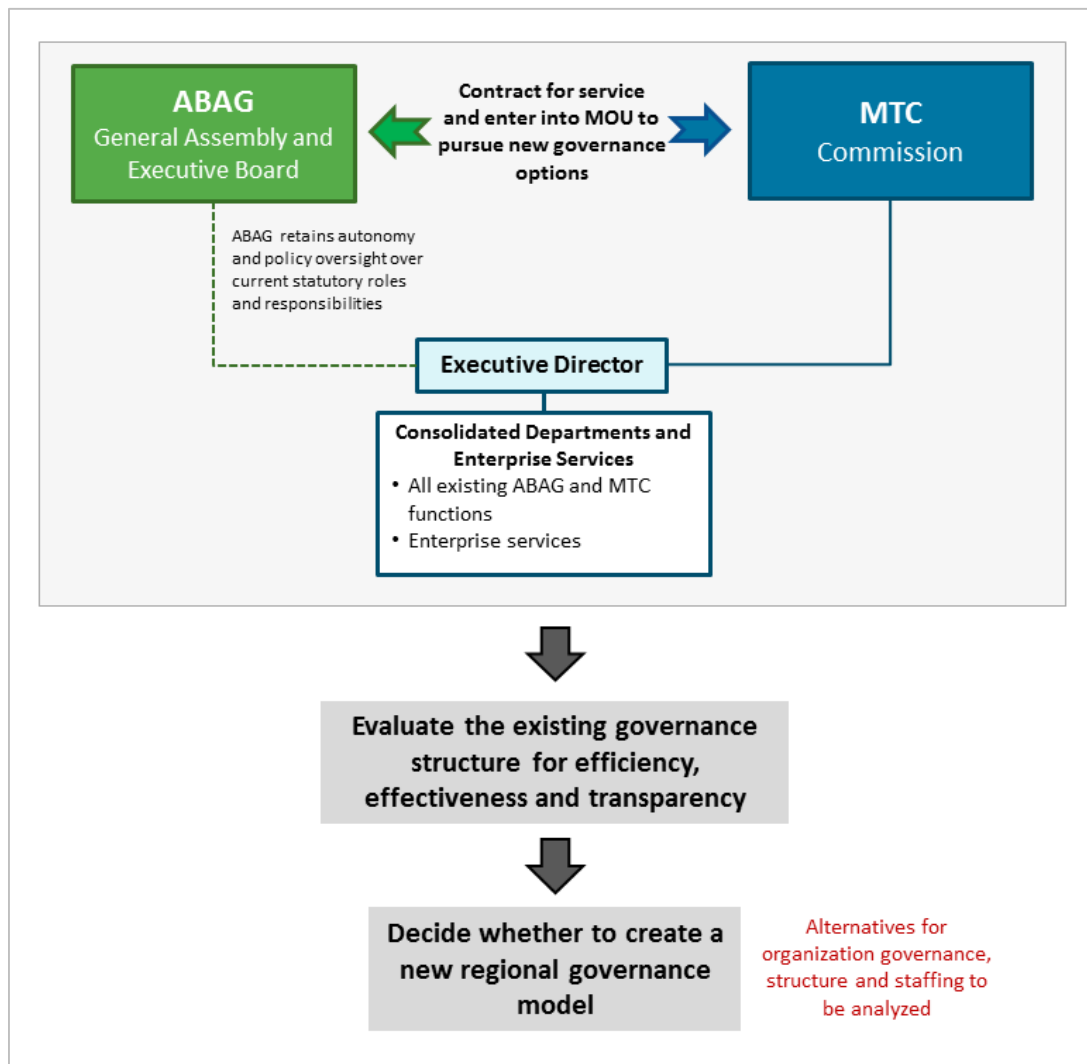 ABAG
General Assembly and
Executive Board
Contract for service
and enter into MOU to
pursue new governance
options
MTC
Commission
ABAG retains autonomy
and policy oversight over
current statutory roles
and responsibilities
Executive Director
Consolidated Departments and
Enterprise Services
• All existing ABAG and MTC
functions
• Enterprise services
Evaluate the existing governance
structure for efficiency,
effectiveness and transparency
Decide whether to create a
new regional governance
model
Alternatives for
organization governance,
structure and staffing to
be analyzed